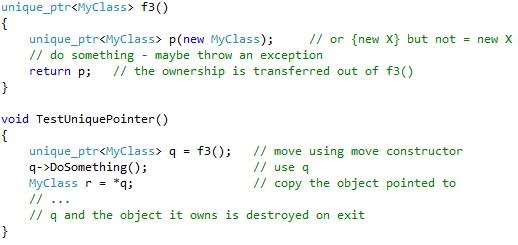 unique_ptr<MyClass> f3()
{
    unique_ptr<MyClass> p(new MyClass);     // or {new X} but not = new X
    // do something - maybe throw an exception
    return p;   // the ownership is transferred out of f3()
}

void TestUniquePointer()
{
    unique_ptr<MyClass> q = f3();   // move using move constructor
    q->DoSomething();               // use q
    MyClass r = *q;                 // copy the object pointed to
    // ...
    // q and the object it owns is destroyed on exit
}